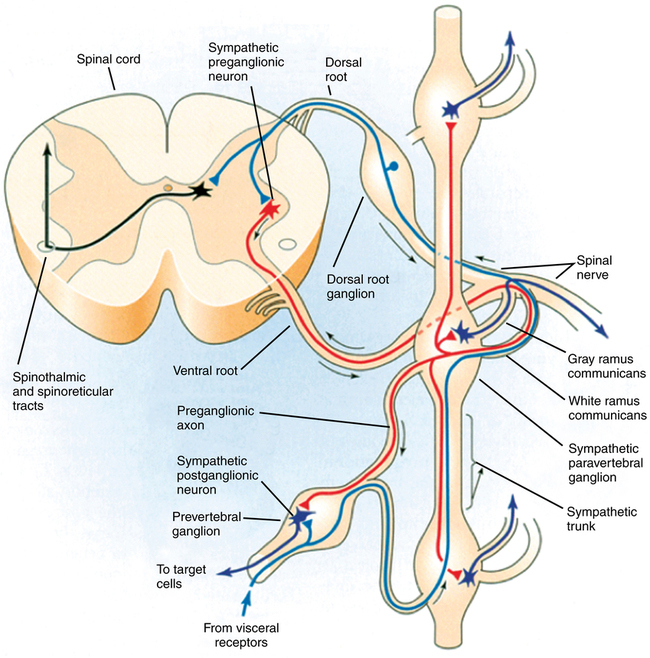 Sympathetic
preganglionic
neuron
Spinal cord
Dorsal
root
Spinal
nerve
Dorsal root
ganglion
Gray ramus
communicans
Ventral root
Spinothalmic
and spinoreticular
tracts
White ramus
communicans
Preganglionic
axon
Sympathetic
paravertebral
ganglion
Sympathetic
postganglionic
neuron
Sympathetic
trunk
Prevertebral
ganglion
To target
cells
From visceral
receptors